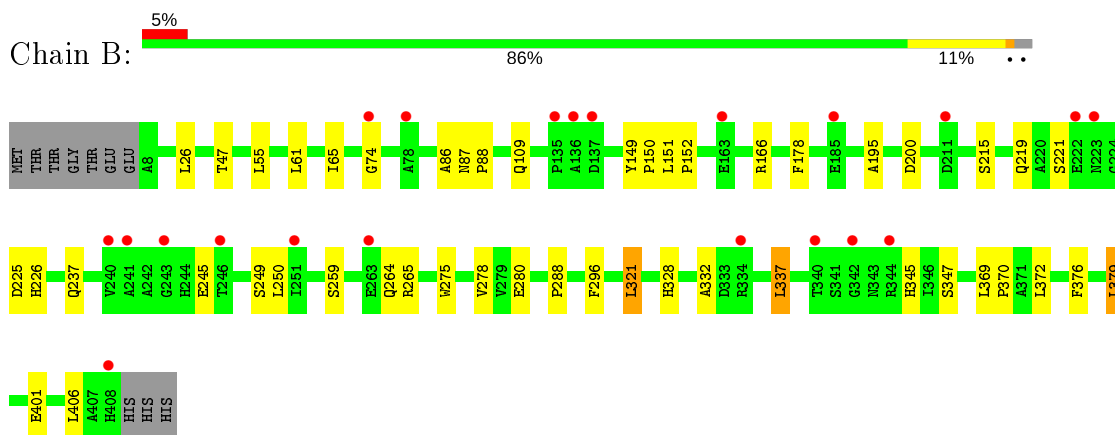 5%
Chain B:
86% 11% • •
MET THR THR GLY THR GLU GLU A8 L26 T47 L55 L61 I65 G74 A78 A86 N87 P88 Q109 P135 A136 D137 Y149 P150 L151 P152 E163 R166 F178 E185 A195 D200 D211 S215 Q219 A220 S221 E222 N223 G224
D225 H226 Q237 V240 A241 A242 G243 H244 E245 T246 S249 L250 I251 S259 E263 Q264 R265 W275 V278 V279 E280 P288 F296 L321 H328 A332 D333 R334 L337 T340 S341 G342 N343 R344 H345 I346 S347 L369 P370 A371 L372 F376 L379
E401 L406 A407 H408 HIS HIS HIS